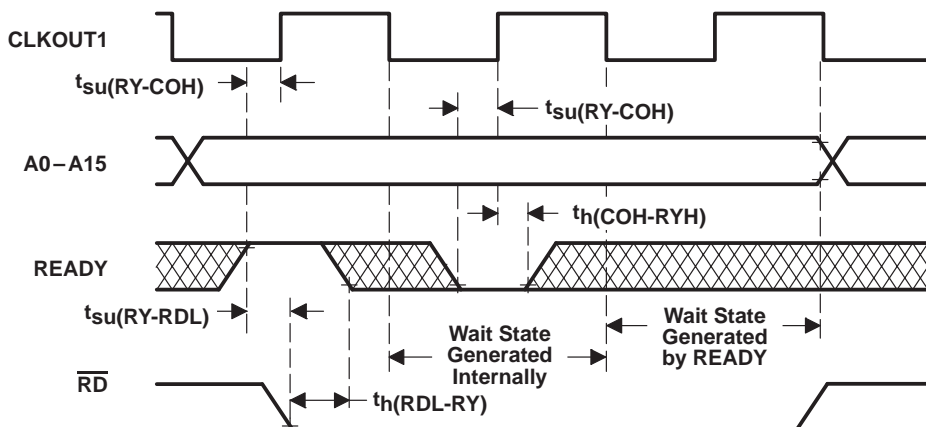 CLKOUT1
tsu(RY-COH)
tsu(RY-COH)
A0–A15
th(COH-RYH)
READY
tsu(RY-RDL)
Wait State
Generated
Internally
Wait State
Generated
by READY
RD
th(RDL-RY)